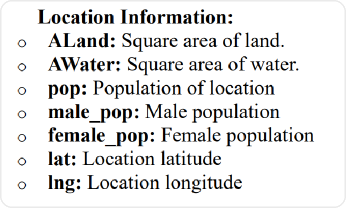 Location Information:
○ ALand: Square area of land.
○ AWater: Square area of water.
○ pop: Population of location
○ male_pop: Male population
○ female_pop: Female population
○ lat: Location latitude
○ lng: Location longitude